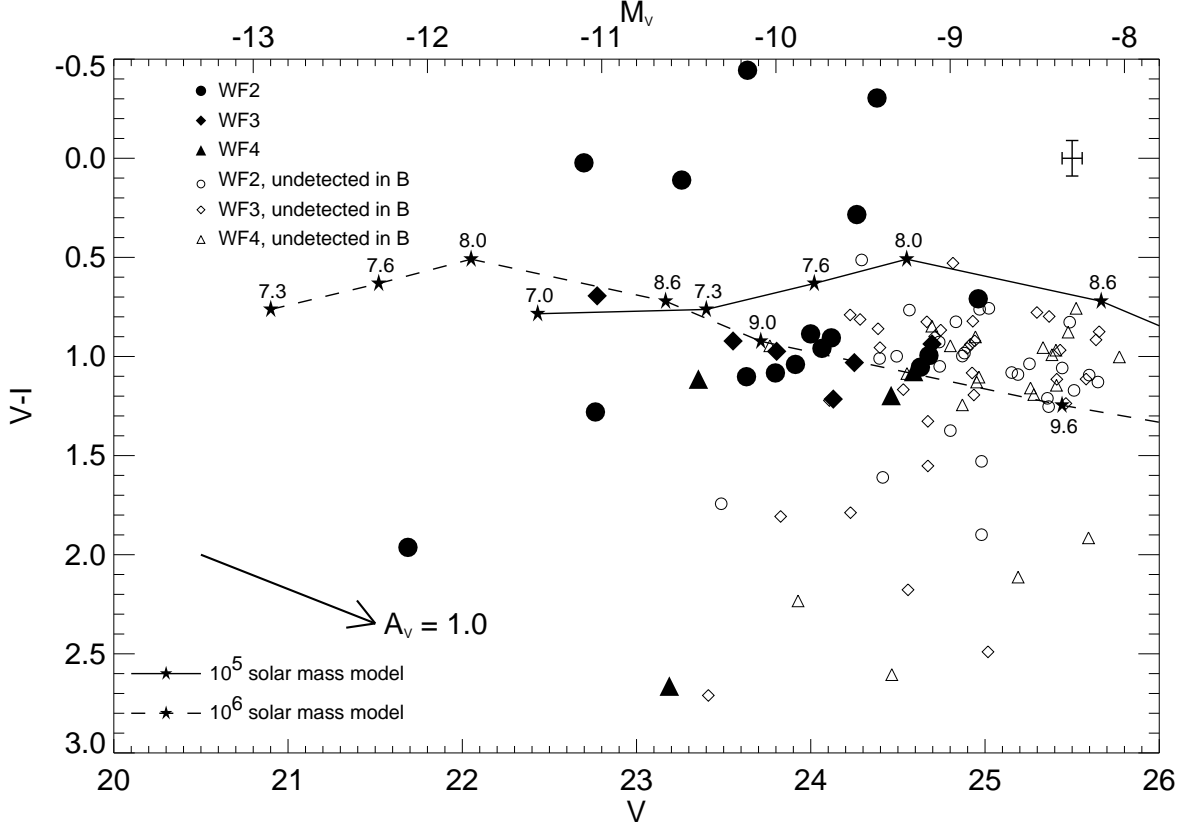 M_V
-13 -12 -11 -10 -9 -8
-0.5
0.0
0.5
1.0
1.5
2.0
2.5
3.0
V-I
WF2
WF3
WF4
WF2, undetected in B
WF3, undetected in B
WF4, undetected in B
7.3
7.6
8.0
8.6
9.0
9.6
7.0
7.3
7.6
8.0
8.6
A_V = 1.0
10^5 solar mass model
10^6 solar mass model
20 21 22 23 24 25 26
V